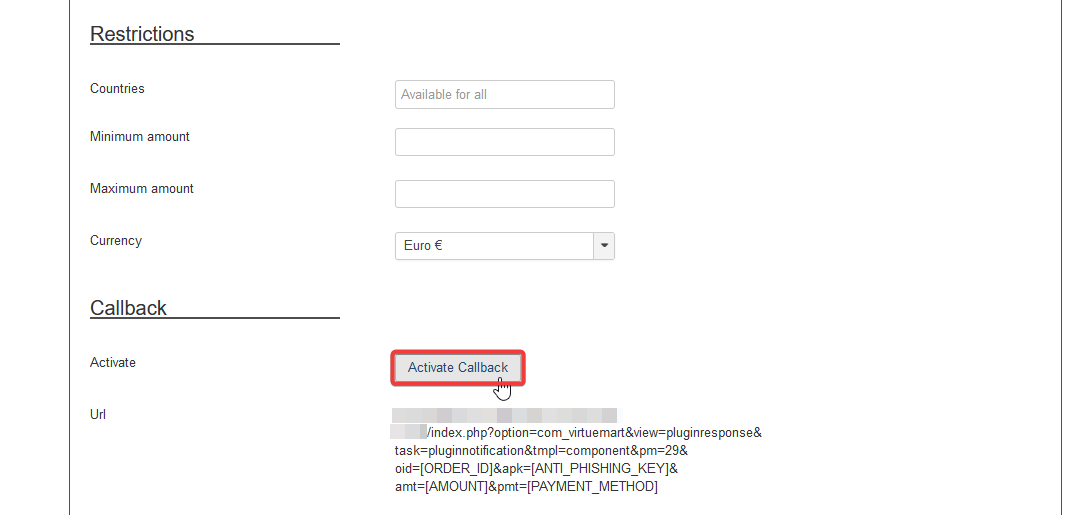 Restrictions
Countries
Available for all
Minimum amount
Maximum amount
Currency
Euro €
Callback
Activate
Activate Callback
Url
/index.php?option=com_virtuemart&view=pluginresponse&
task=pluginnotification&tmpl=component&pm=29&
oid=[ORDER_ID]&apk=[ANTI_PHISHING_KEY]&
amt=[AMOUNT]&pmt=[PAYMENT_METHOD]